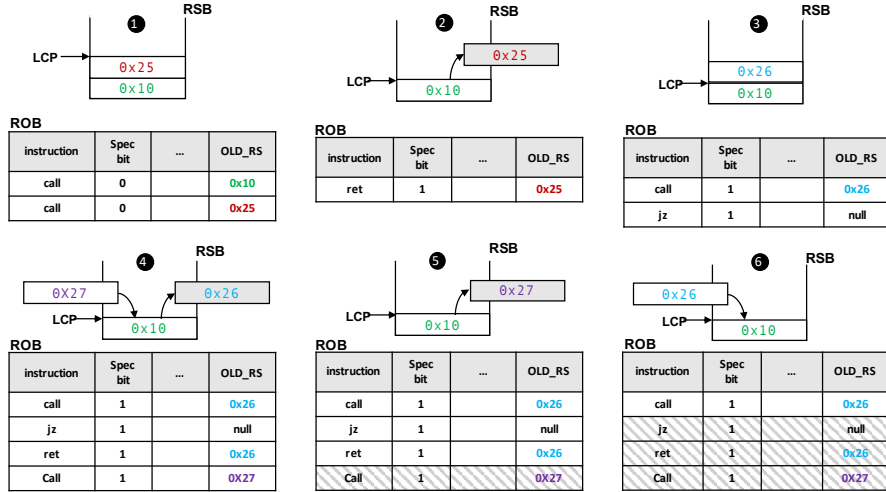 1 RSB
LCP
0x25
0x10
ROB
instruction Spec bit ... OLD_RS
call 0 0x10
call 0 0x25
2 RSB
0x25
LCP
0x10
ROB
instruction Spec bit ... OLD_RS
ret 1 0x25
3 RSB
0x26
LCP
0x10
ROB
instruction Spec bit ... OLD_RS
call 1 0x26
jz 1 null
4 RSB
0X27 0x26
LCP
0x10
ROB
instruction Spec bit ... OLD_RS
call 1 0x26
jz 1 null
ret 1 0x26
Call 1 0X27
5 RSB
0x27
LCP
0x10
ROB
instruction Spec bit ... OLD_RS
call 1 0x26
jz 1 null
ret 1 0x26
Call 1 0X27
6 RSB
0x26
LCP
0x10
ROB
instruction Spec bit ... OLD_RS
call 1 0x26
jz 1 null
ret 1 0x26
Call 1 0X27